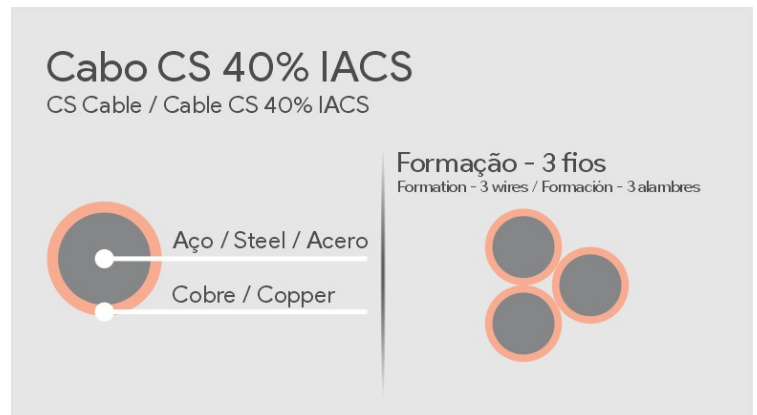 Cabo CS 40% IACS
CS Cable / Cable CS 40% IACS
Formação - 3 fios
Formation - 3 wires / Formación - 3 alambres
Aço / Steel / Acero
Cobre / Copper